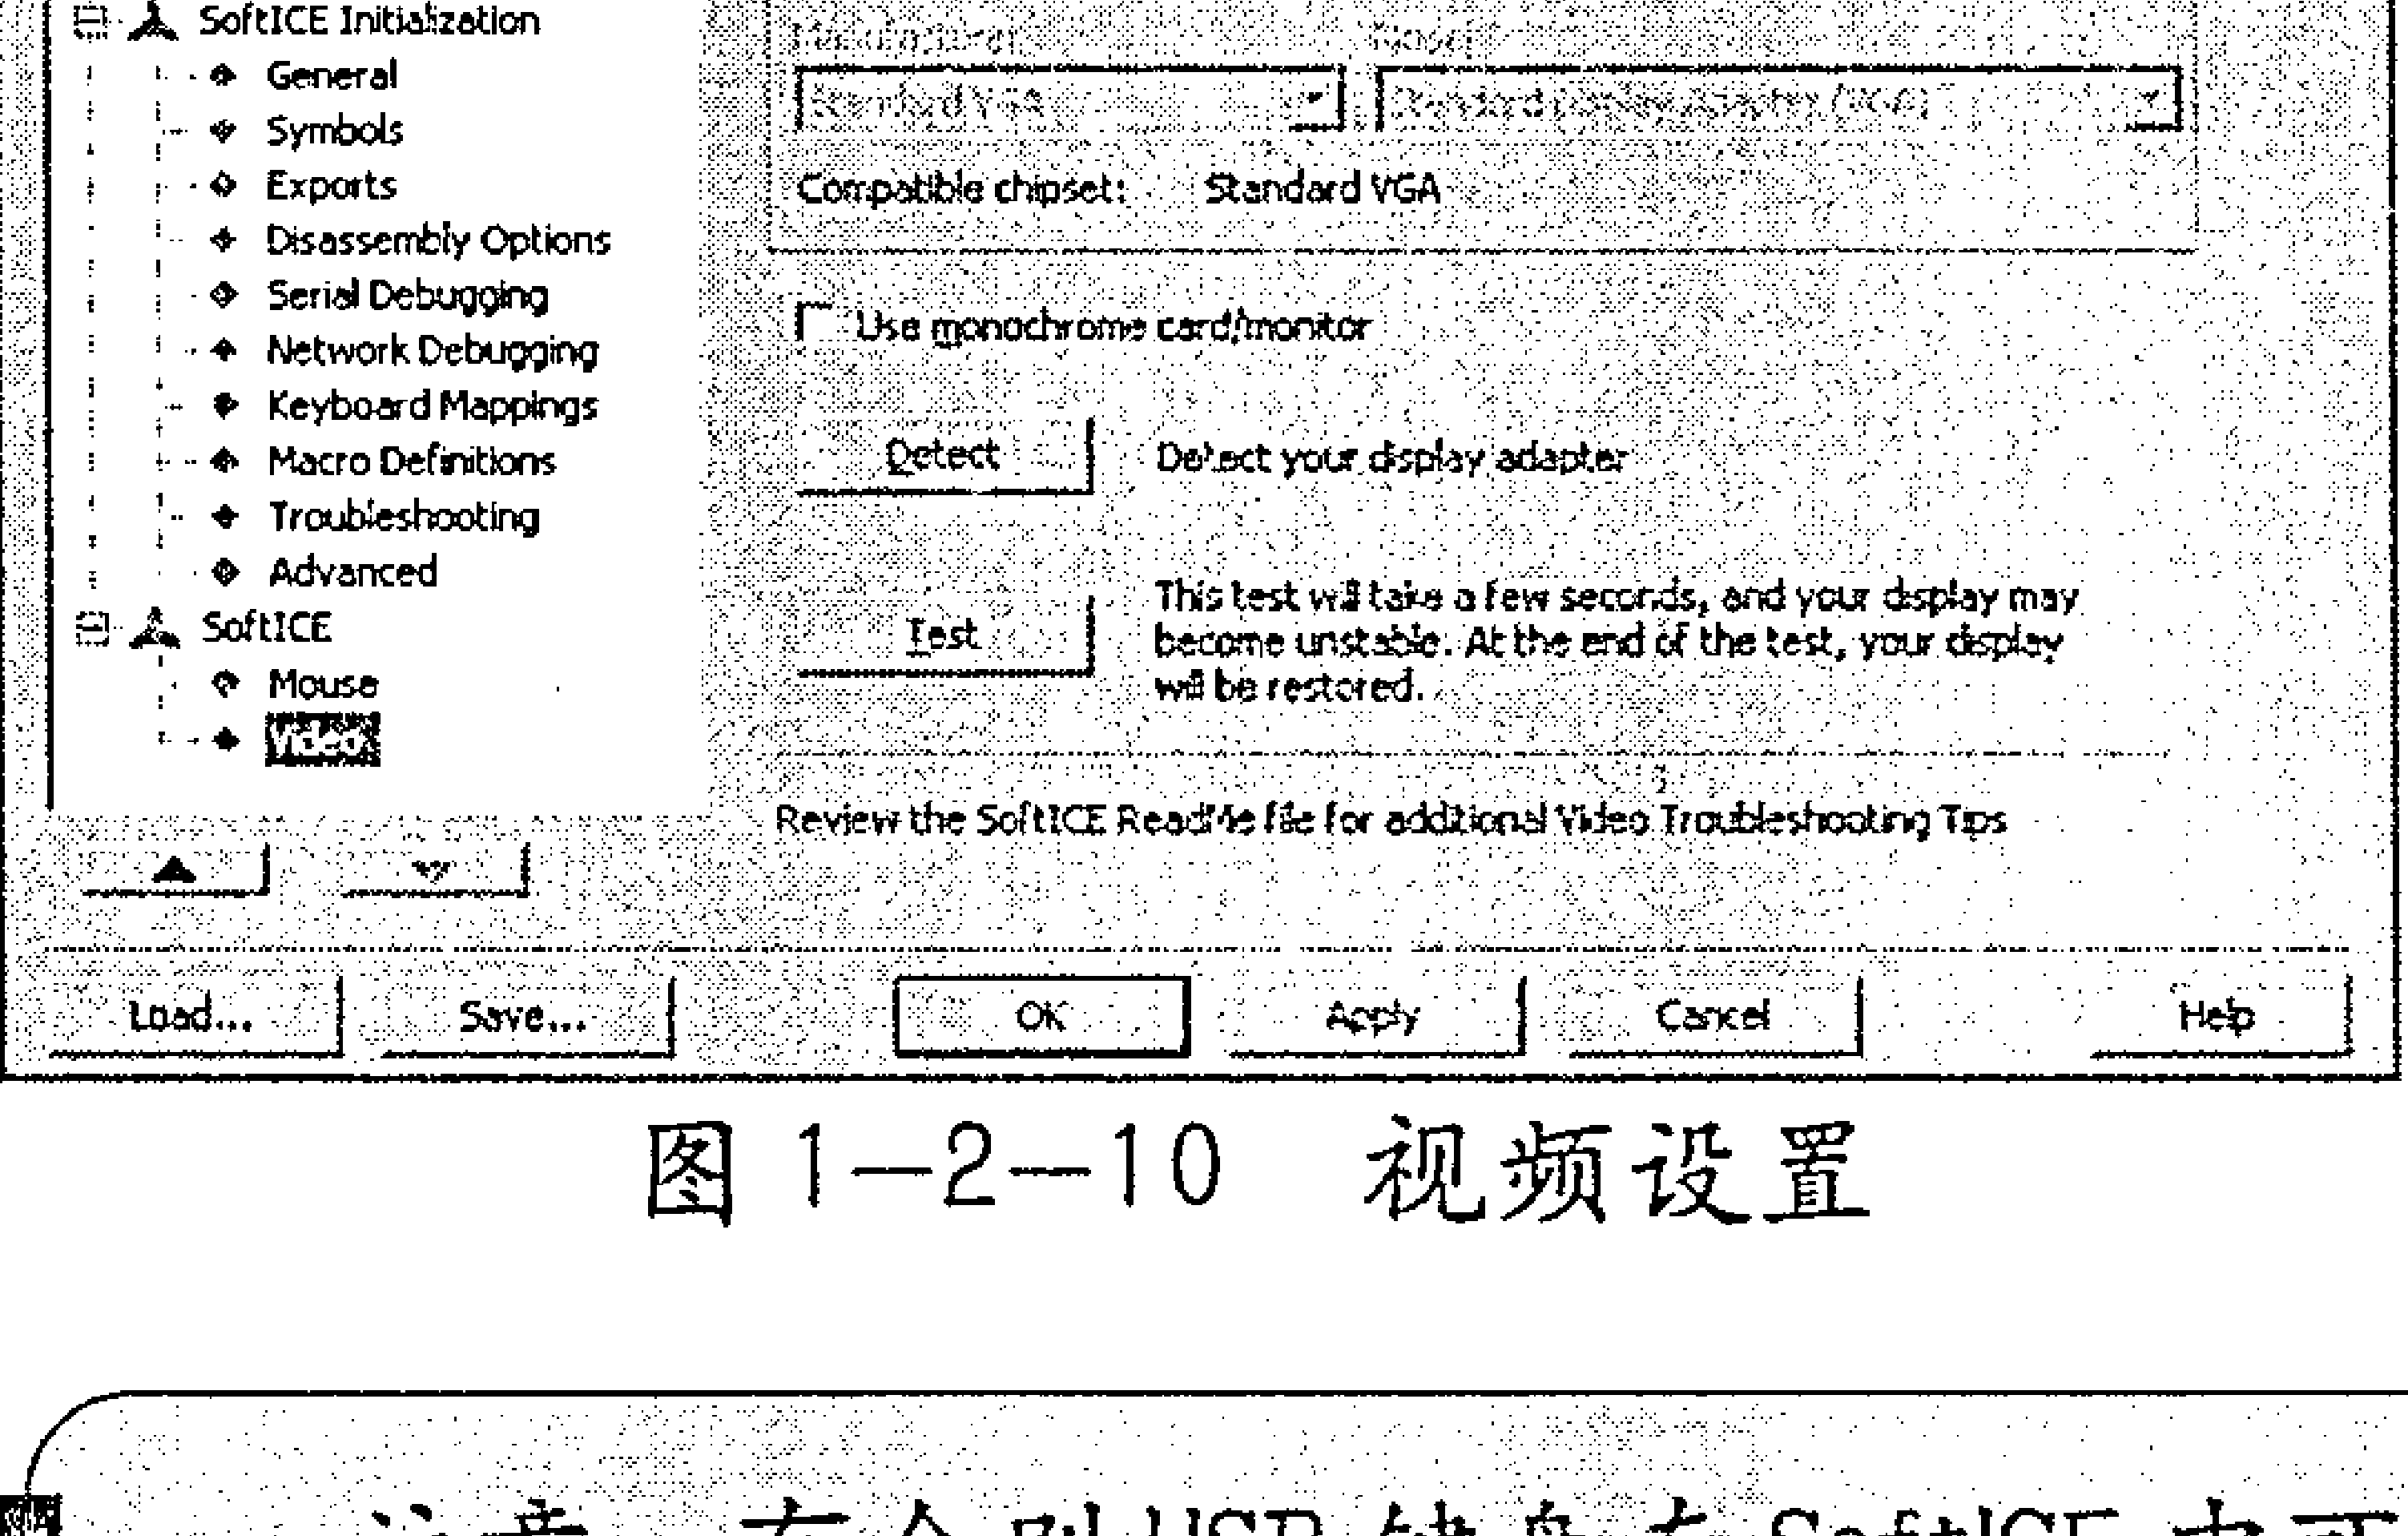 SoftICE Initialization
General
Symbols
Exports
Disassembly Options
Serial Debugging
Network Debugging
Keyboard Mappings
Macro Definitions
Troubleshooting
Advanced
SoftICE
Mouse
Video
Standard VGA
Compatible chipset: Standard VGA
Use monochrome card/monitor
Detect
Detect your display adapter
Test
This test will take a few seconds, and your display may
become unstable. At the end of the test, your display
will be restored.
Review the SoftICE ReadMe file for additional Video Troubleshooting Tips
Load... Save... OK Apply Cancel Help
图 1-2-10 视频设置
USB SoftICE